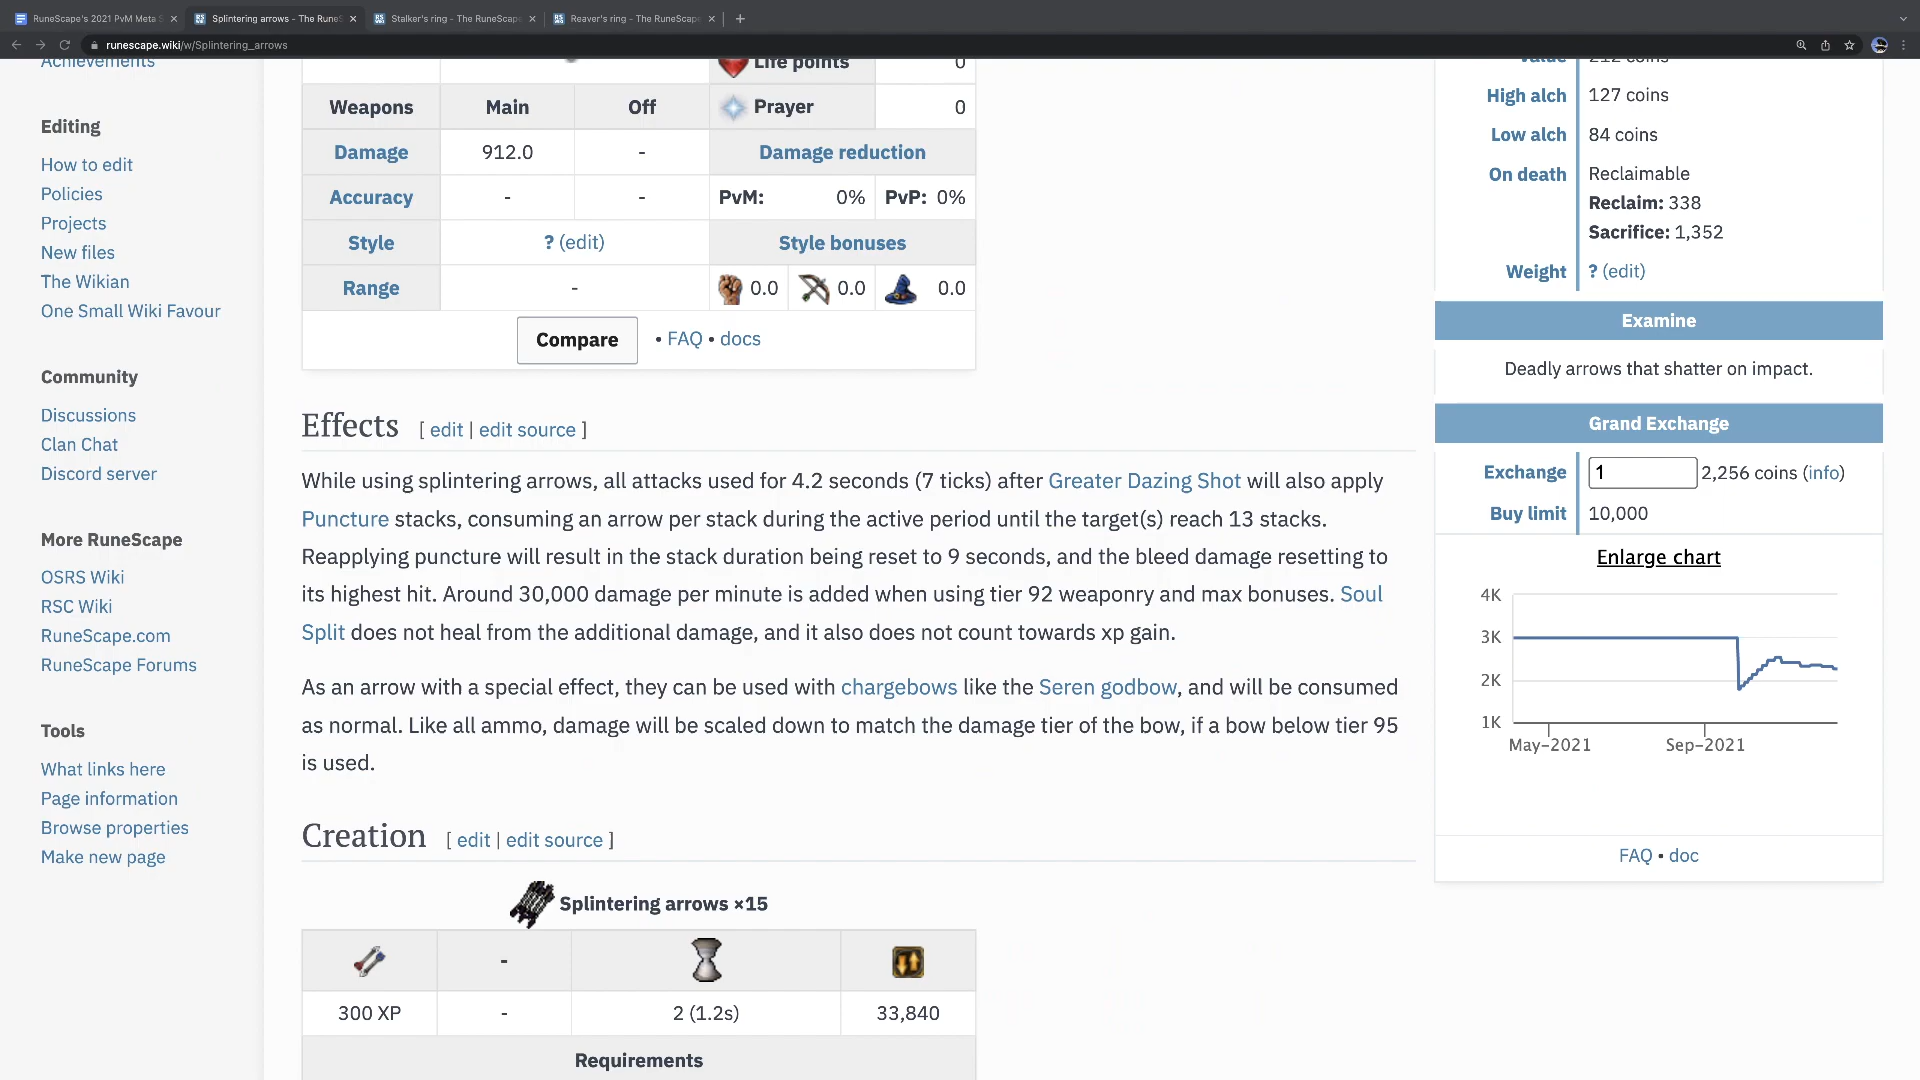 RuneScape's 2021 PvM Meta S
Splintering arrows - The RuneS
Stalker's ring - The RuneScape
Reaver's ring - The RuneScape
runescape.wiki/w/Splintering_arrows
Achievements
Editing
How to edit
Policies
Projects
New files
The Wikian
One Small Wiki Favour
Community
Discussions
Clan Chat
Discord server
More RuneScape
OSRS Wiki
RSC Wiki
RuneScape.com
RuneScape Forums
Tools
What links here
Page information
Browse properties
Make new page
Life points 0
Weapons Main Off Prayer 0
Damage 912.0 - Damage reduction
Accuracy - - PvM: 0% PvP: 0%
Style ? (edit) Style bonuses
Range - 0.0 0.0 0.0
Compare • FAQ • docs
Effects [ edit | edit source ]
While using splintering arrows, all attacks used for 4.2 seconds (7 ticks) after Greater Dazing Shot will also apply
Puncture stacks, consuming an arrow per stack during the active period until the target(s) reach 13 stacks.
Reapplying puncture will result in the stack duration being reset to 9 seconds, and the bleed damage resetting to
its highest hit. Around 30,000 damage per minute is added when using tier 92 weaponry and max bonuses. Soul
Split does not heal from the additional damage, and it also does not count towards xp gain.
As an arrow with a special effect, they can be used with chargebows like the Seren godbow, and will be consumed
as normal. Like all ammo, damage will be scaled down to match the damage tier of the bow, if a bow below tier 95
is used.
Creation [ edit | edit source ]
Splintering arrows ×15
-
300 XP - 2 (1.2s) 33,840
Requirements
Value 212 coins
High alch 127 coins
Low alch 84 coins
On death Reclaimable
Reclaim: 338
Sacrifice: 1,352
Weight ? (edit)
Examine
Deadly arrows that shatter on impact.
Grand Exchange
Exchange 1 2,256 coins (info)
Buy limit 10,000
Enlarge chart
4K
3K
2K
1K
May-2021 Sep-2021
FAQ • doc